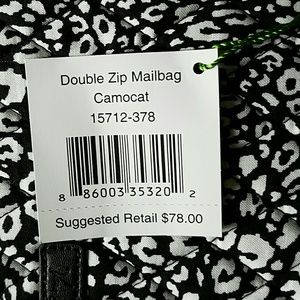 Double Zip Mailbag
Camocat
15712-378
8 86003 35320 2
Suggested Retail $78.00